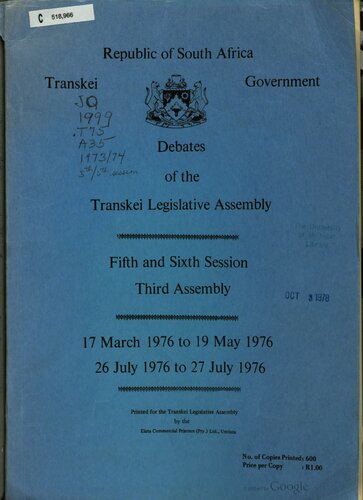 C 518,966
Republic of South Africa
Transkei Government
JQ
1999
.T75
A35
1973/74
5th/6th session
Debates
of the
Transkei Legislative Assembly
The University
Library
Fifth and Sixth Session
Third Assembly
OCT 3 1978
17 March 1976 to 19 May 1976
26 July 1976 to 27 July 1976
Printed for the Transkei Legislative Assembly
by the
Elata Commercial Printers (Pty.) Ltd., Umtata
No. of Copies Printed: 600
Price per Copy : R1.00
Google